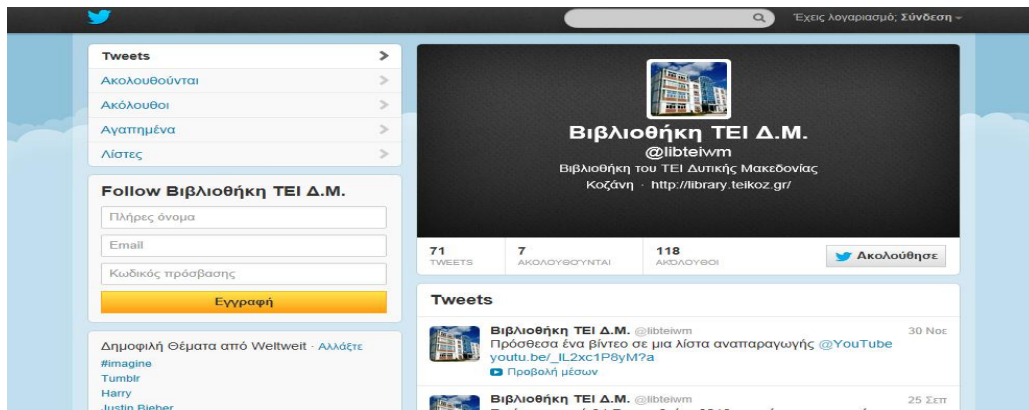 Έχεις λογαριασμό; Σύνδεση
Tweets
Ακολουθούνται
Ακόλουθοι
Αγαπημένα
Λίστες
Follow Βιβλιοθήκη ΤΕΙ Δ.Μ.
Πλήρες όνομα
Email
Κωδικός πρόσβασης
Εγγραφή
Δημοφιλή Θέματα από Weltweit · Αλλάξτε
#imagine
Tumblr
Harry
Justin Bieber
Βιβλιοθήκη ΤΕΙ Δ.Μ.
@libteiwm
Βιβλιοθήκη του ΤΕΙ Δυτικής Μακεδονίας
Κοζάνη · http://library.teikoz.gr/
71 TWEETS
7 ΑΚΟΛΟΥΘΟΎΝΤΑΙ
118 ΑΚΌΛΟΥΘΟΙ
Ακολούθησε
Tweets
Βιβλιοθήκη ΤΕΙ Δ.Μ. @libteiwm 30 Νοε
Πρόσθεσα ένα βίντεο σε μια λίστα αναπαραγωγής @YouTube
youtu.be/_IL2xc1P8yM?a
Προβολή μέσων
Βιβλιοθήκη ΤΕΙ Δ.Μ. @libteiwm 25 Σεπ